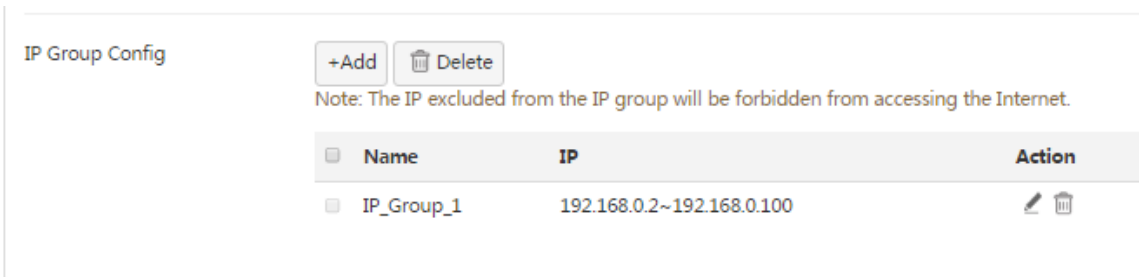 IP Group Config
+Add Delete
Note: The IP excluded from the IP group will be forbidden from accessing the Internet.
Name IP Action
IP_Group_1 192.168.0.2~192.168.0.100